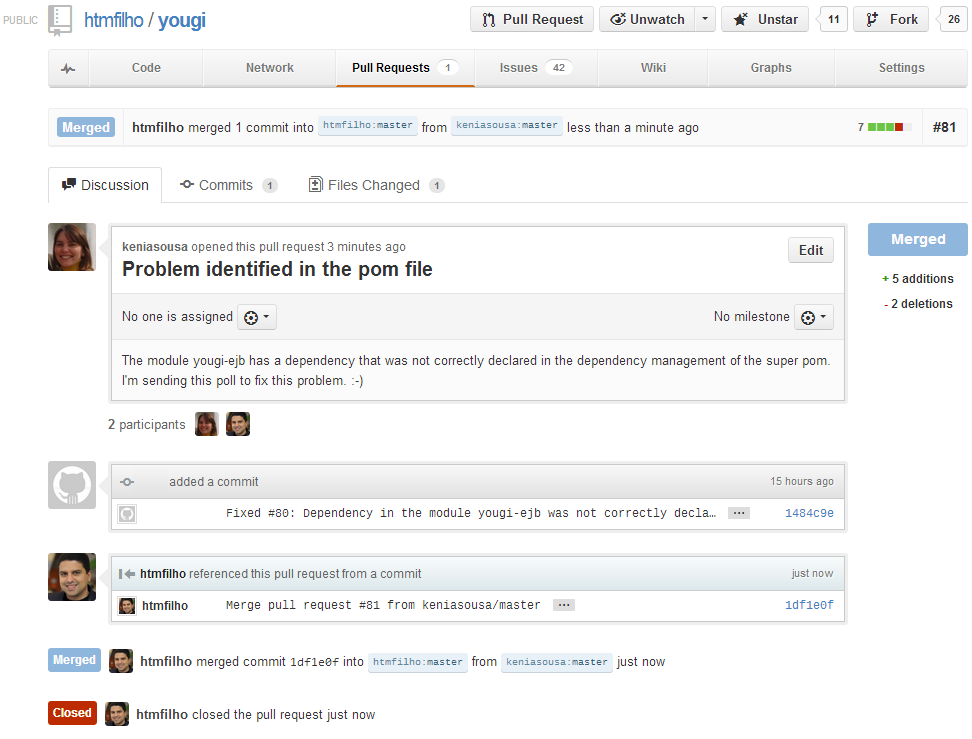 PUBLIC htmfilho / yougi Pull Request Unwatch Unstar 11 Fork 26
Code Network Pull Requests 1 Issues 42 Wiki Graphs Settings
Merged htmfilho merged 1 commit into htmfilho:master from keniasousa:master less than a minute ago 7 #81
Discussion Commits 1 Files Changed 1
keniasousa opened this pull request 3 minutes ago
Problem identified in the pom file
Edit
Merged
+ 5 additions
- 2 deletions
No one is assigned No milestone
The module yougi-ejb has a dependency that was not correctly declared in the dependency management of the super pom.
I'm sending this poll to fix this problem. :-)
2 participants
added a commit 15 hours ago
Fixed #80: Dependency in the module yougi-ejb was not correctly decla… ... 1484c9e
htmfilho referenced this pull request from a commit just now
htmfilho Merge pull request #81 from keniasousa/master ... 1df1e0f
Merged htmfilho merged commit 1df1e0f into htmfilho:master from keniasousa:master just now
Closed htmfilho closed the pull request just now